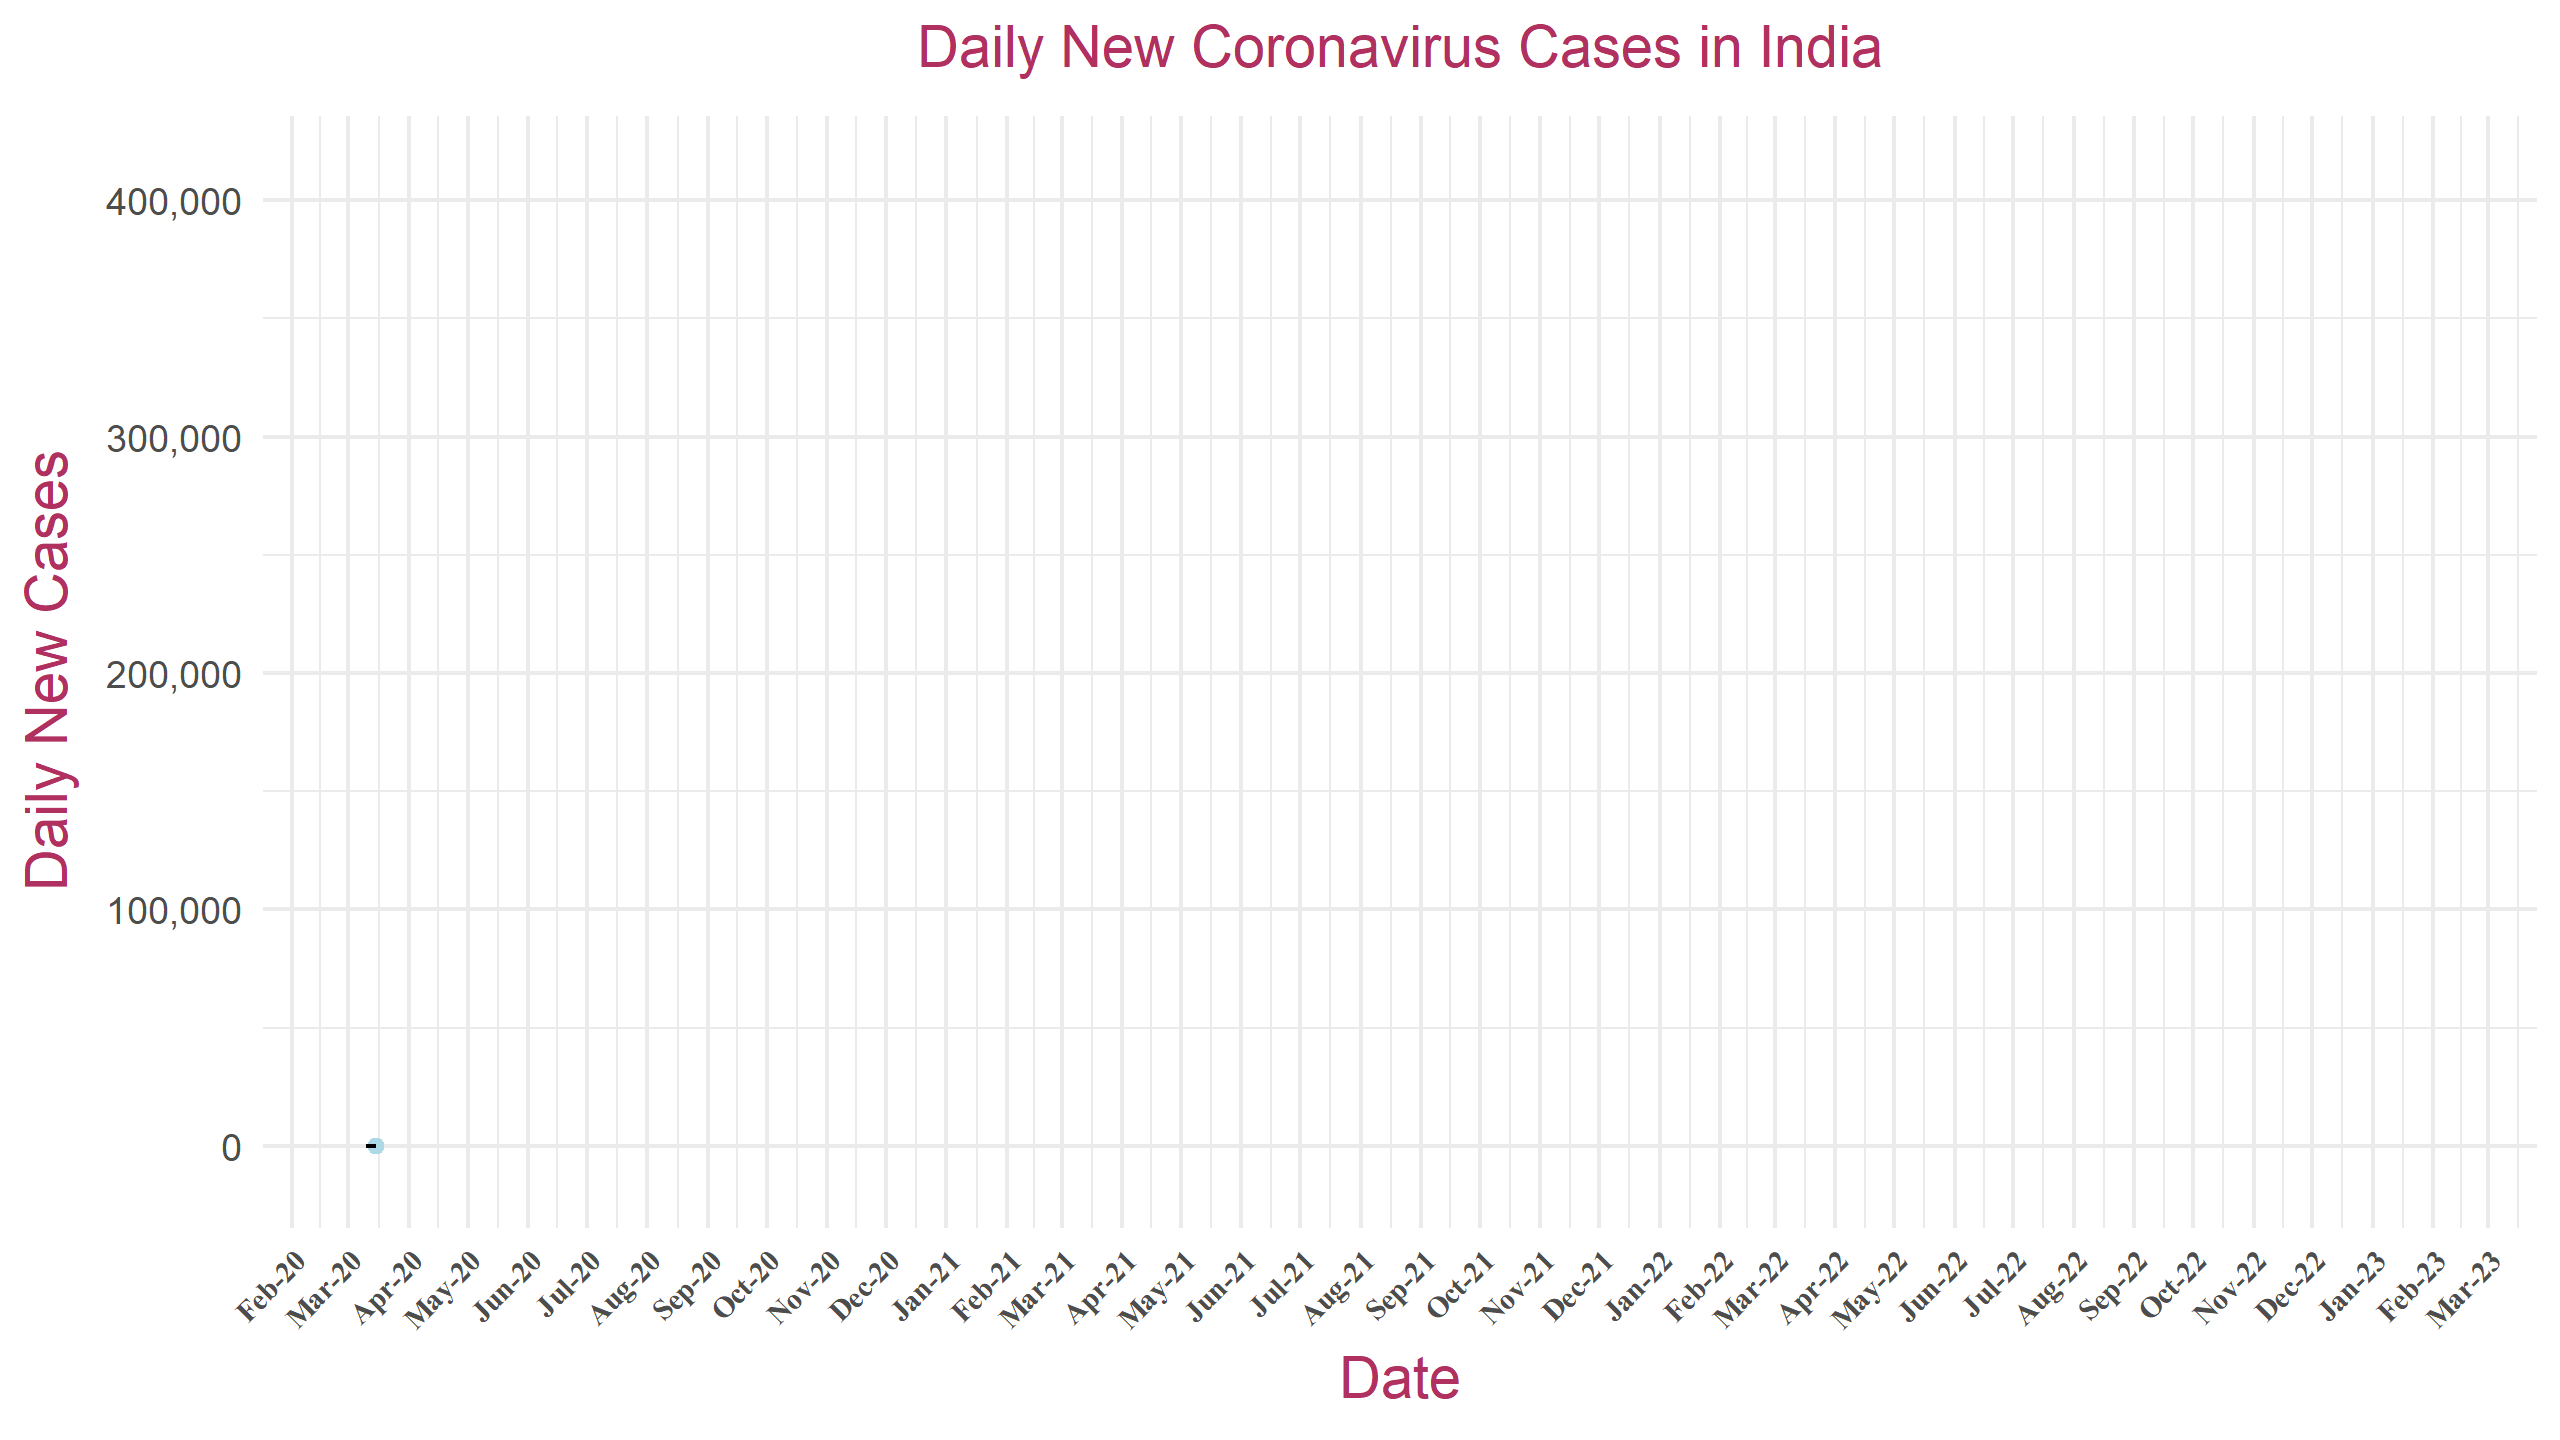 Daily New Coronavirus Cases in India
Daily New Cases
400,000
300,000
200,000
100,000
0
Feb-20 Mar-20 Apr-20 May-20 Jun-20 Jul-20 Aug-20 Sep-20 Oct-20 Nov-20 Dec-20 Jan-21 Feb-21 Mar-21 Apr-21 May-21 Jun-21 Jul-21 Aug-21 Sep-21 Oct-21 Nov-21 Dec-21 Jan-22 Feb-22 Mar-22 Apr-22 May-22 Jun-22 Jul-22 Aug-22 Sep-22 Oct-22 Nov-22 Dec-22 Jan-23 Feb-23 Mar-23
Date